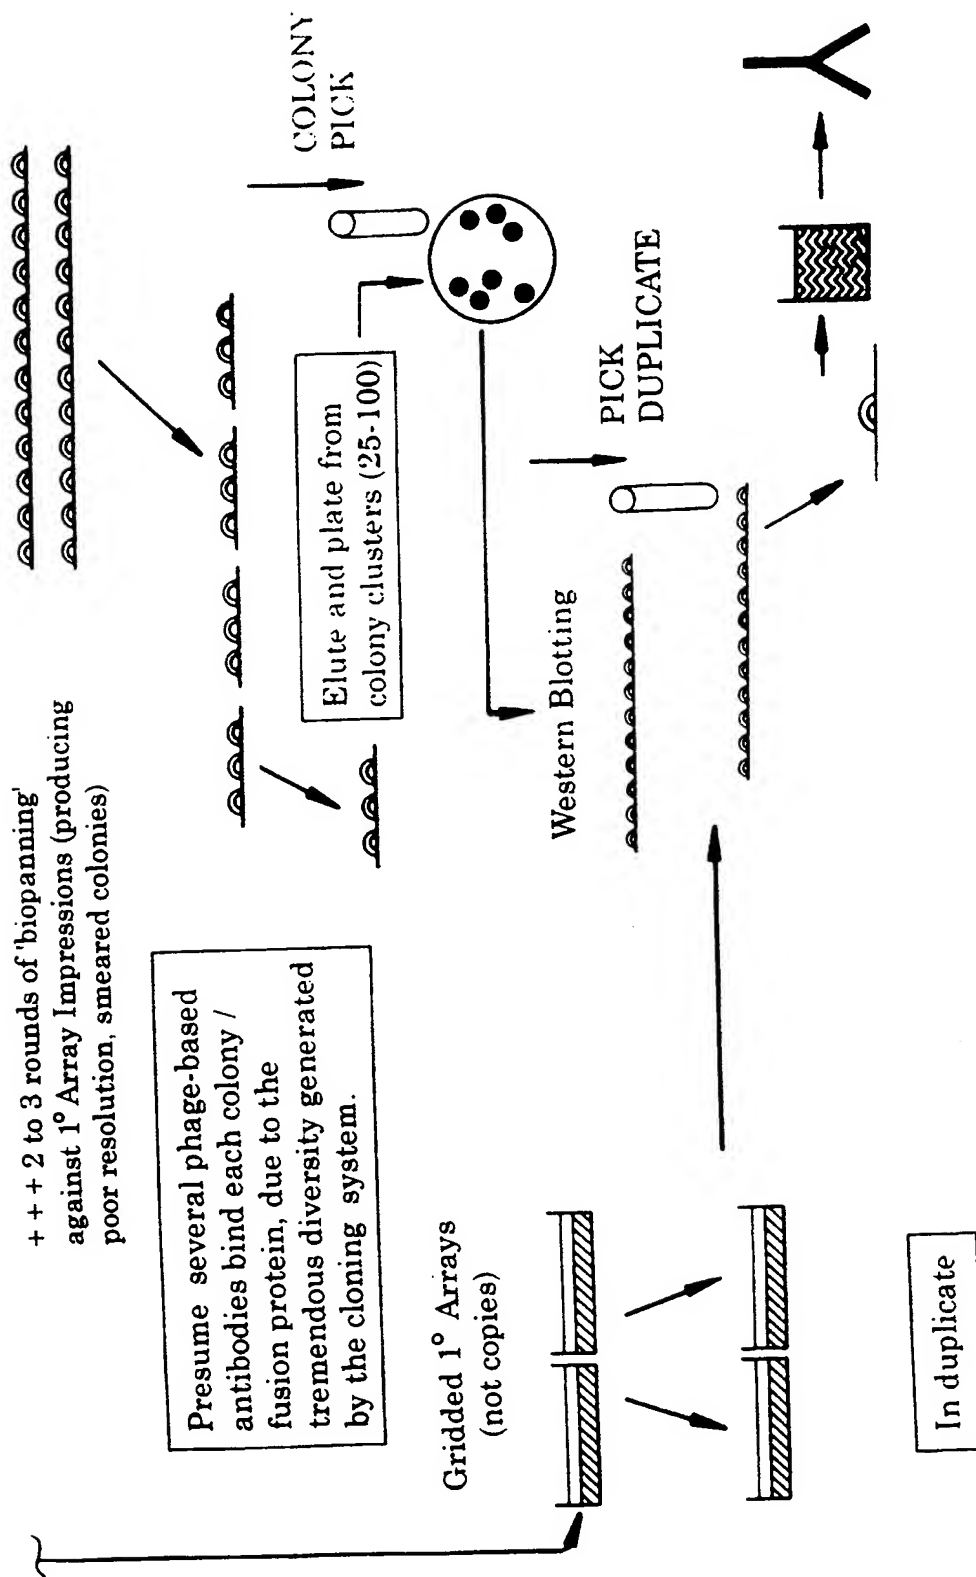 + + + 2 to 3 rounds of 'biopanning'
against 1° Array Impressions (producing
poor resolution, smeared colonies)
Presume several phage-based
antibodies bind each colony /
fusion protein, due to the
tremendous diversity generated
by the cloning system.
COLONY
PICK
Elute and plate from
colony clusters (25-100)
Gridded 1° Arrays
(not copies)
Western Blotting
PICK
DUPLICATE
In duplicate